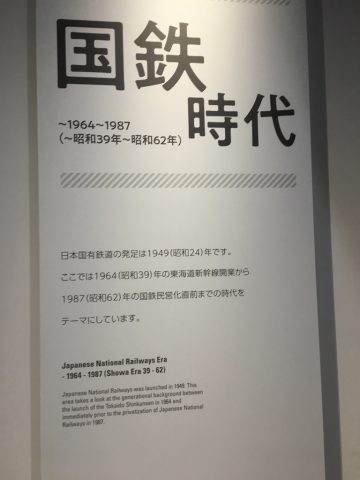 国鉄
時代
〜1964〜1987
（〜昭和39年〜昭和62年）
日本国有鉄道の発足は1949（昭和24）年です。
ここでは1964（昭和39）年の東海道新幹線開業から
1987（昭和62）年の国鉄民営化直前までの時代を
テーマにしています。
Japanese National Railways Era
- 1964 - 1987 (Showa Era 39 - 62)
Japanese National Railways was launched in 1949. This
area takes a look at the generational background between
the launch of the Tokaido Shinkansen in 1964 and
immediately prior to the privatization of Japanese National
Railways in 1987.